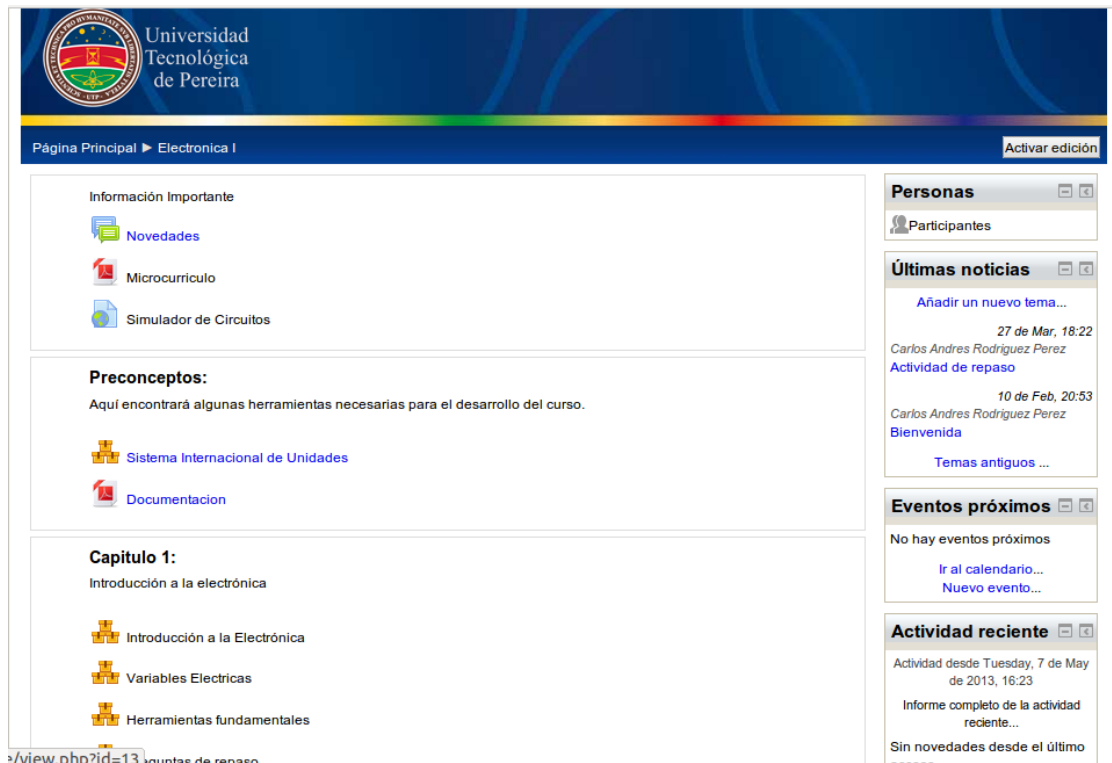 Universidad
Tecnológica
de Pereira
Página Principal ► Electronica I
Activar edición
Información Importante
Novedades
Microcurriculo
Simulador de Circuitos
Preconceptos:
Aquí encontrará algunas herramientas necesarias para el desarrollo del curso.
Sistema Internacional de Unidades
Documentacion
Capitulo 1:
Introducción a la electrónica
Introducción a la Electrónica
Variables Electricas
Herramientas fundamentales
de repaso
e/view.php?id=13
Personas
Participantes
Últimas noticias
Añadir un nuevo tema...
27 de Mar, 18:22
Carlos Andres Rodriguez Perez
Actividad de repaso
10 de Feb, 20:53
Carlos Andres Rodriguez Perez
Bienvenida
Temas antiguos ...
Eventos próximos
No hay eventos próximos
Ir al calendario...
Nuevo evento...
Actividad reciente
Actividad desde Tuesday, 7 de May
de 2013, 16:23
Informe completo de la actividad
reciente...
Sin novedades desde el último